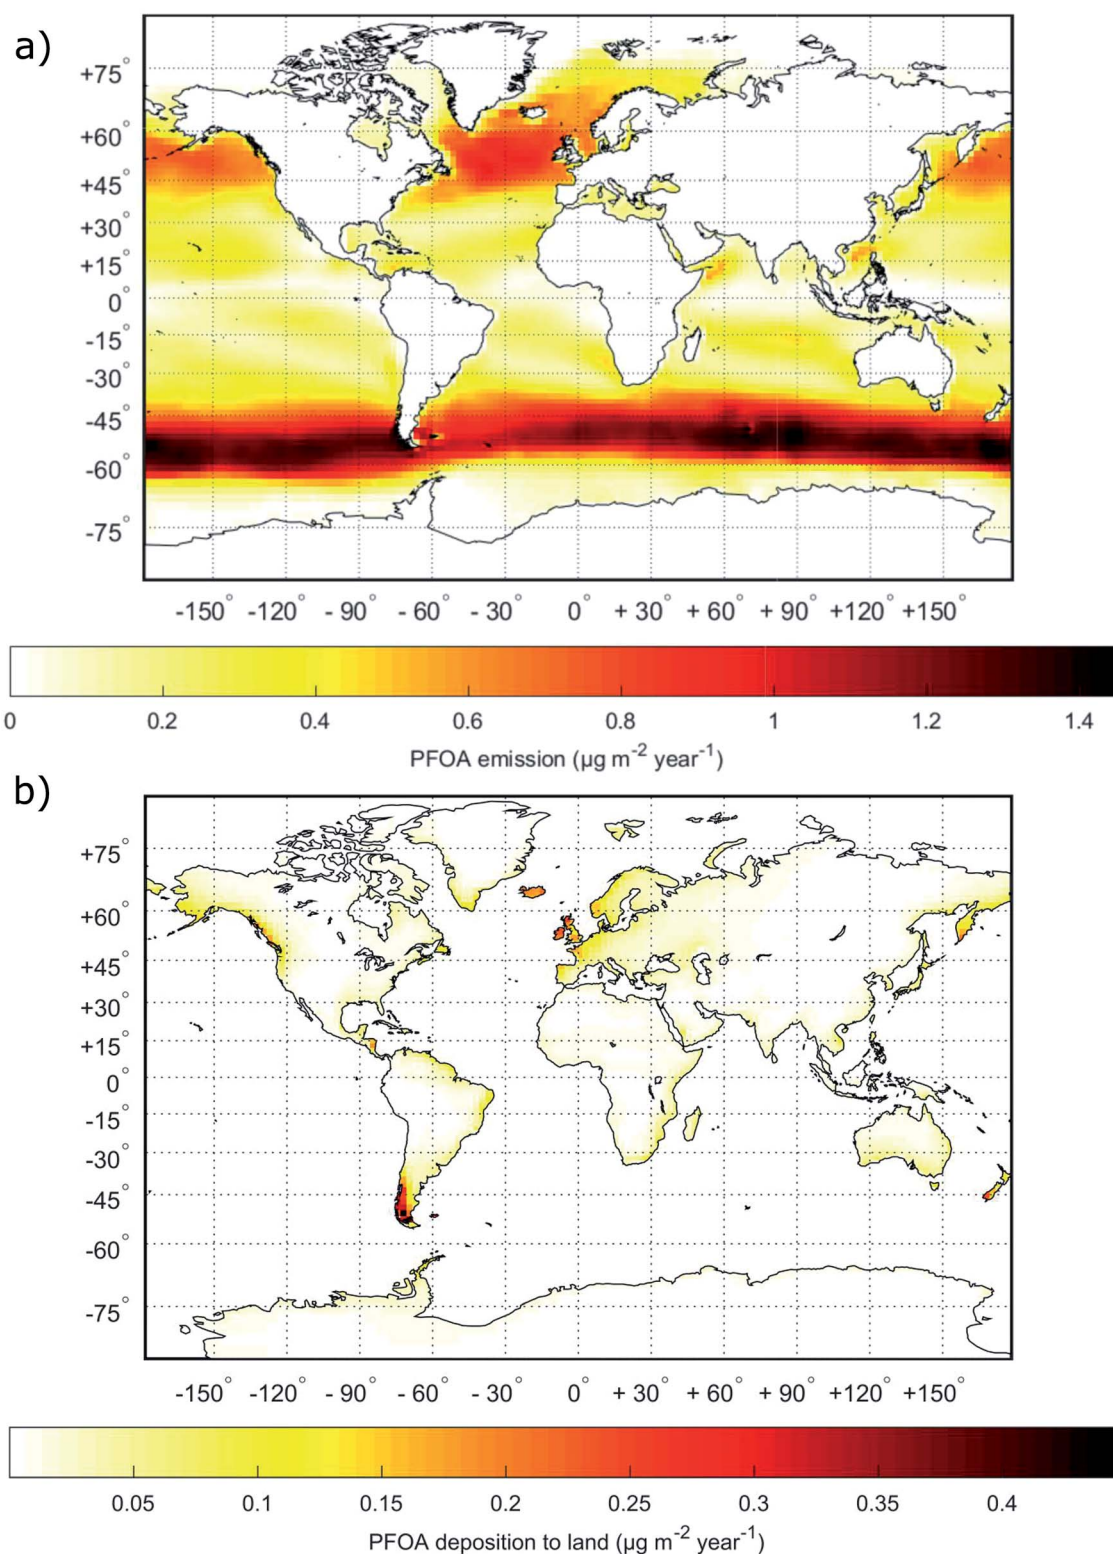 a)
+75°
+60°
+45°
+30°
+15°
0°
-15°
-30°
-45°
-60°
-75°
-150° -120° - 90° - 60° - 30° 0° + 30° + 60° + 90° +120° +150°
0 0.2 0.4 0.6 0.8 1 1.2 1.4
PFOA emission (µg m-2 year-1)
b)
+75°
+60°
+45°
+30°
+15°
0°
-15°
-30°
-45°
-60°
-75°
-150° -120° - 90° - 60° - 30° 0° + 30° + 60° + 90° +120° +150°
0.05 0.1 0.15 0.2 0.25 0.3 0.35 0.4
PFOA deposition to land (µg m-2 year-1)